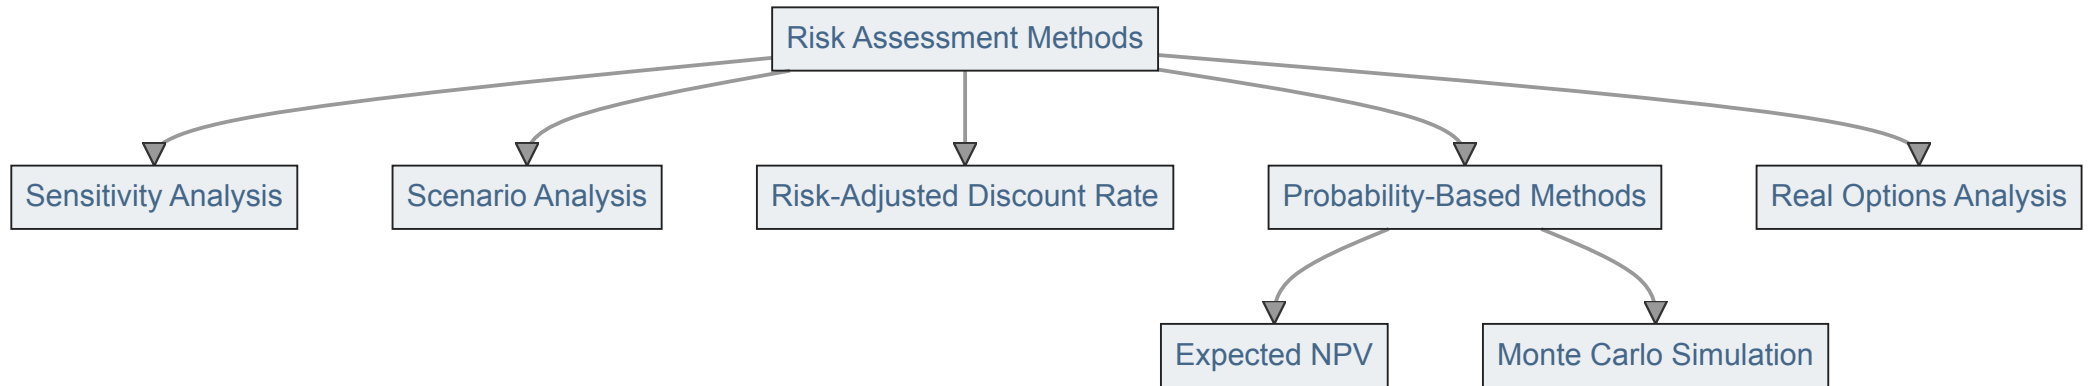 Risk Assessment Methods
Sensitivity Analysis
Scenario Analysis
Risk-Adjusted Discount Rate
Probability-Based Methods
Real Options Analysis
Expected NPV
Monte Carlo Simulation